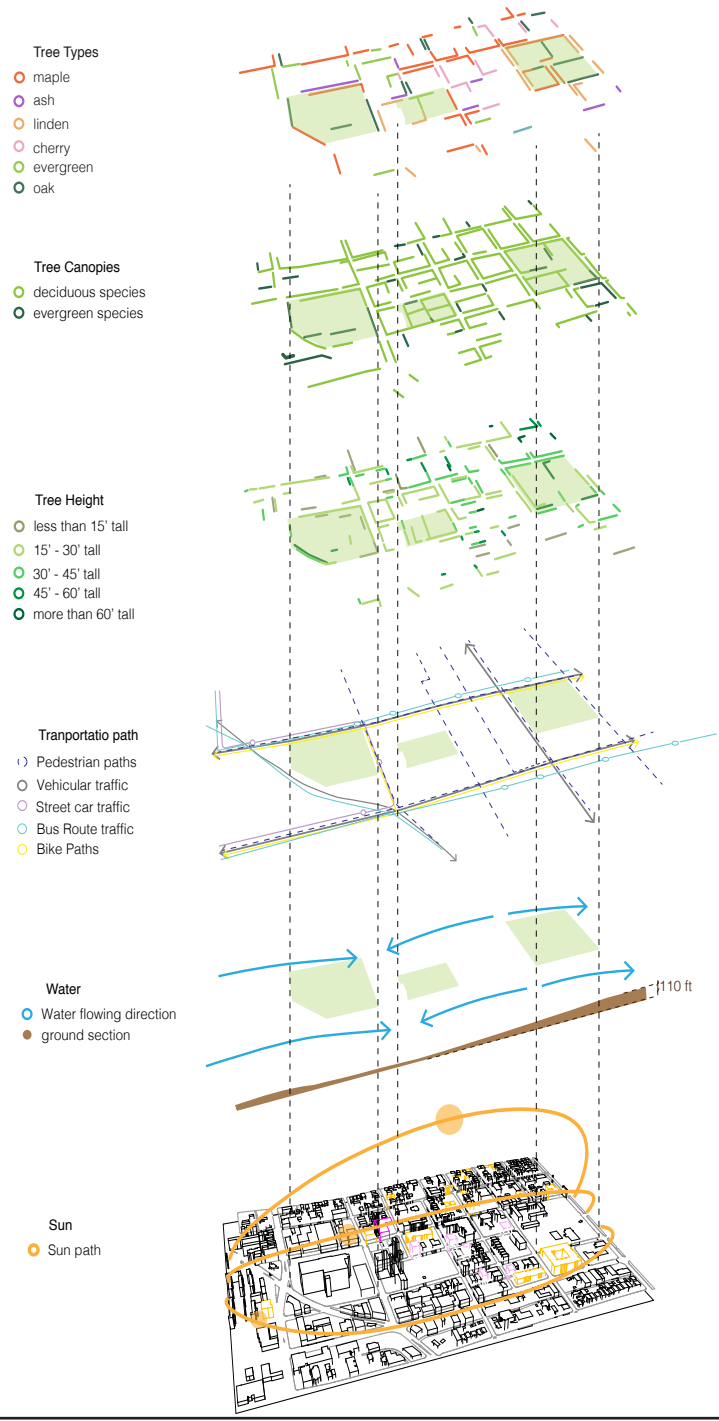 Tree Types
maple
ash
linden
cherry
evergreen
oak
Tree Canopies
deciduous species
evergreen species
Tree Height
less than 15’ tall
15’ - 30’ tall
30’ - 45’ tall
45’ - 60’ tall
more than 60’ tall
Tranportatio path
Pedestrian paths
Vehicular traffic
Street car traffic
Bus Route traffic
Bike Paths
Water
Water flowing direction
ground section
110 ft
Sun
Sun path